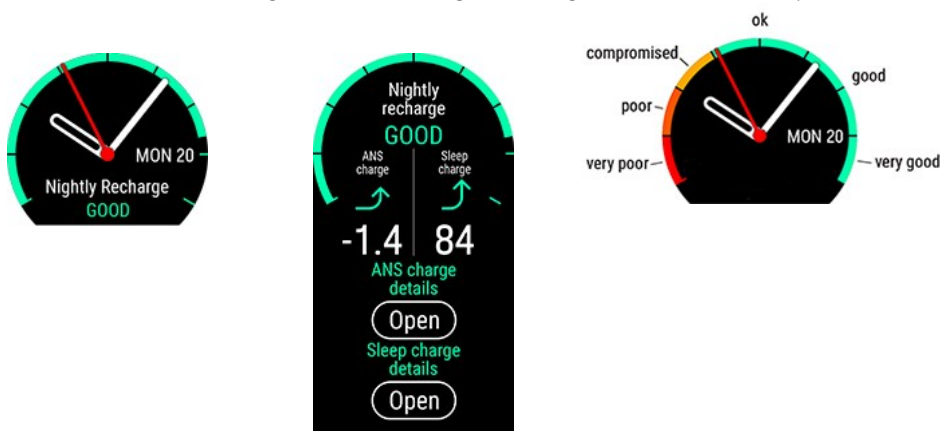 MON 20
Nightly Recharge
GOOD
Nightly
recharge
GOOD
ANS
charge
Sleep
charge
-1.4
84
ANS charge
details
Open
Sleep charge
details
Open
ok
compromised
good
poor
MON 20
very poor
very good